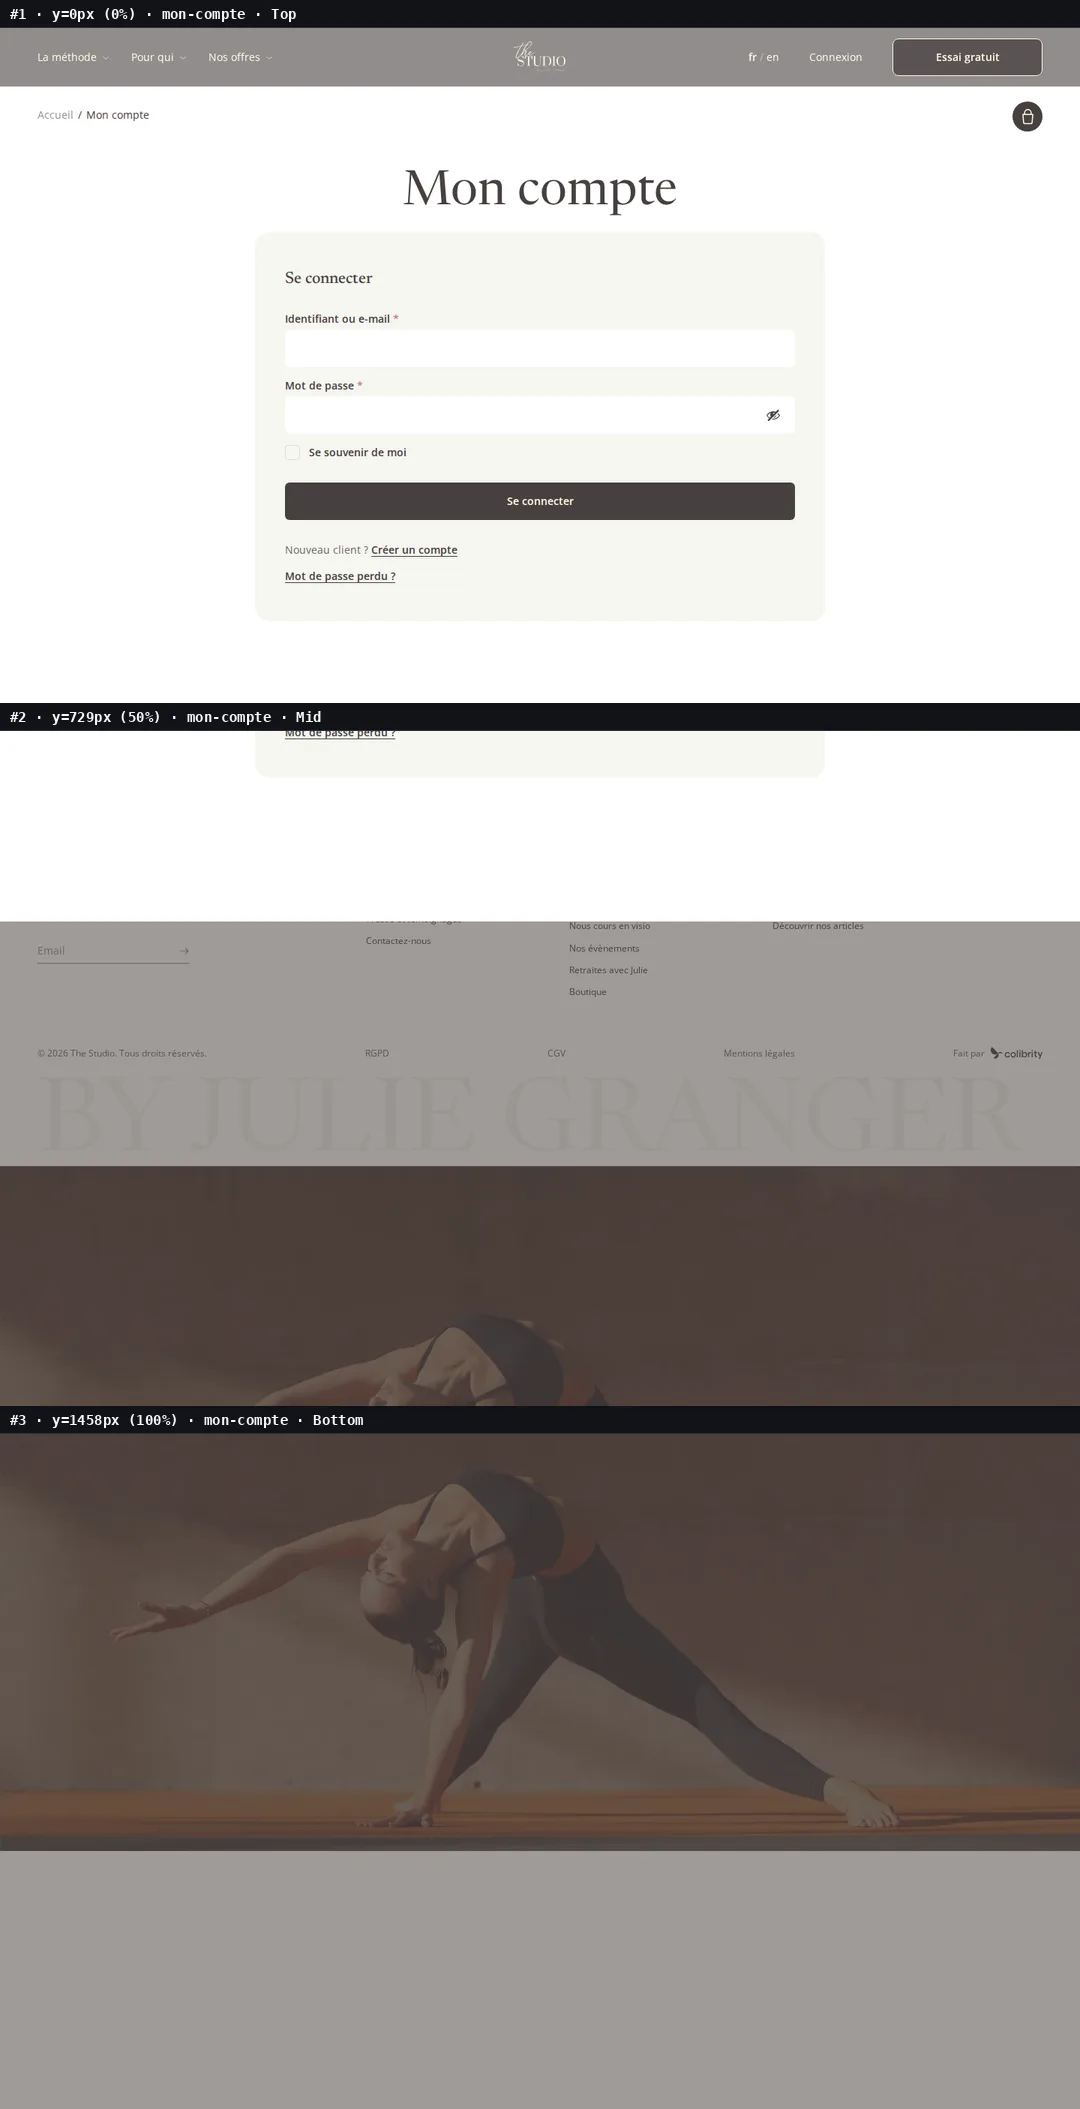 #1 · y=0px (0%) · mon-compte · Top
La méthode
Pour qui
Nos offres
the STUDIO
fr / en
Connexion
Essai gratuit
Accueil / Mon compte
Mon compte
Se connecter
Identifiant ou e-mail *
Mot de passe *
Se souvenir de moi
Se connecter
Nouveau client ? Créer un compte
Mot de passe perdu ?
#2 · y=729px (50%) · mon-compte · Mid
Mot de passe perdu ?
Nous cours en visio
Découvrir nos articles
Email
Contactez-nous
Nos évènements
Retraites avec Julie
Boutique
© 2026 The Studio. Tous droits réservés.
RGPD
CGV
Mentions légales
Fait par colibrity
BY JULIE GRANGER
#3 · y=1458px (100%) · mon-compte · Bottom